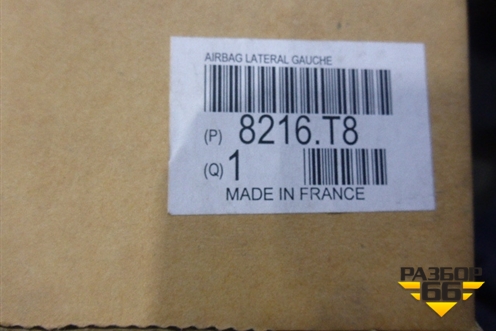 AIRBAG LATERAL GAUCHE
(P) 8216.T8
(Q) 1
MADE IN FRANCE
РАЗБОР
66